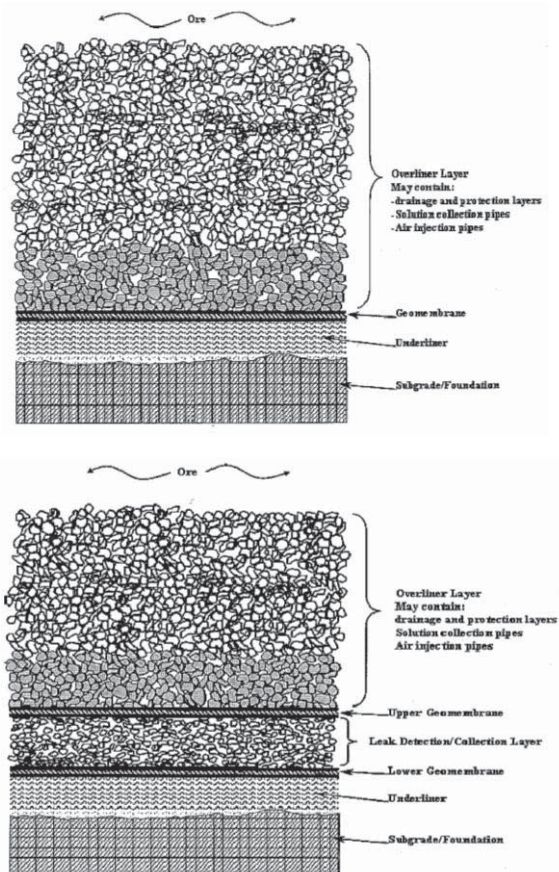 Ore
Overliner Layer
May contain:
-drainage and protection layers
-Solution collection pipes
-Air injection pipes
Geomembrane
Underliner
Subgrade/Foundation
Ore
Overliner Layer
May contain:
drainage and protection layers
Solution collection pipes
Air injection pipes
Upper Geomembrane
Leak Detection/Collection Layer
Lower Geomembrane
Underliner
Subgrade/Foundation